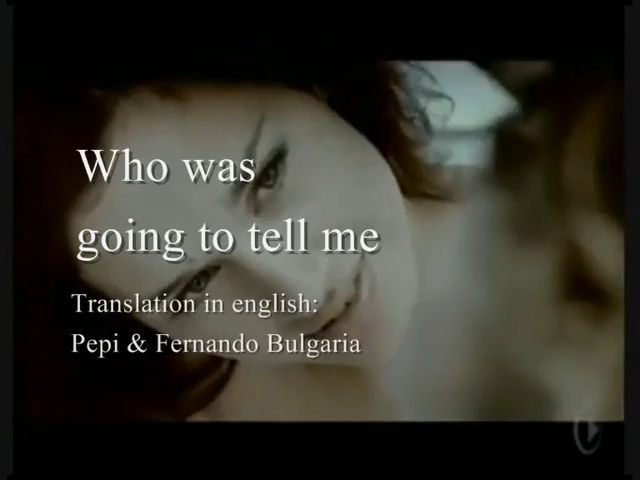 Who was
going to tell me
Translation in english:
Pepi & Fernando Bulgaria